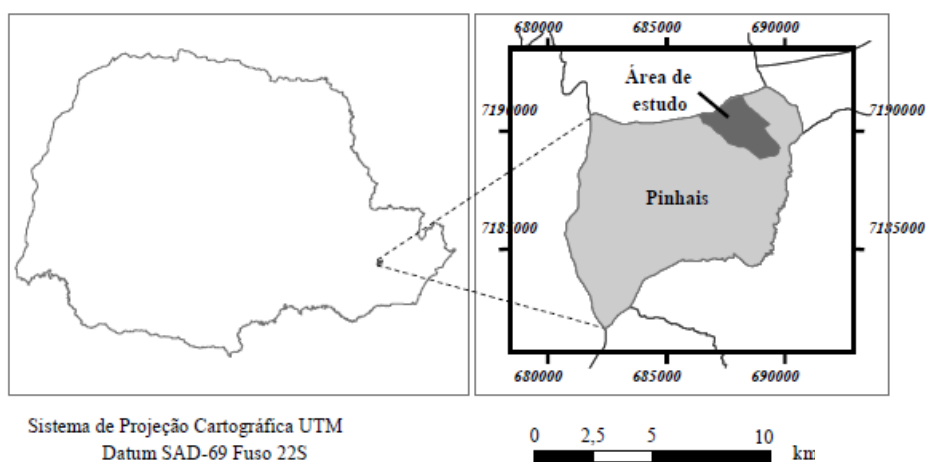 680000 685000 690000
Área de
estudo
7190000 7190000
Pinhais
7185000 7185000
680000 685000 690000
Sistema de Projeção Cartográfica UTM
Datum SAD-69 Fuso 22S
0 2,5 5 10 km